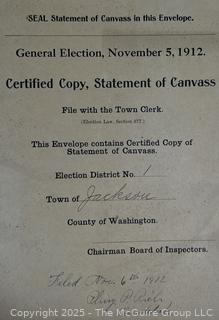 SEAL Statement of Canvass in this Envelope.
General Election, November 5, 1912.
Certified Copy, Statement of Canvass
File with the Town Clerk.
(Election Law, Section 377.)
This Envelope contains Certified Copy of
Statement of Canvass.
Election District No. 1
Town of Jackson
County of Washington.
Chairman Board of Inspectors.
Filed Nov 6th 1912
Copyright 2025 - The McGuire Group LLC